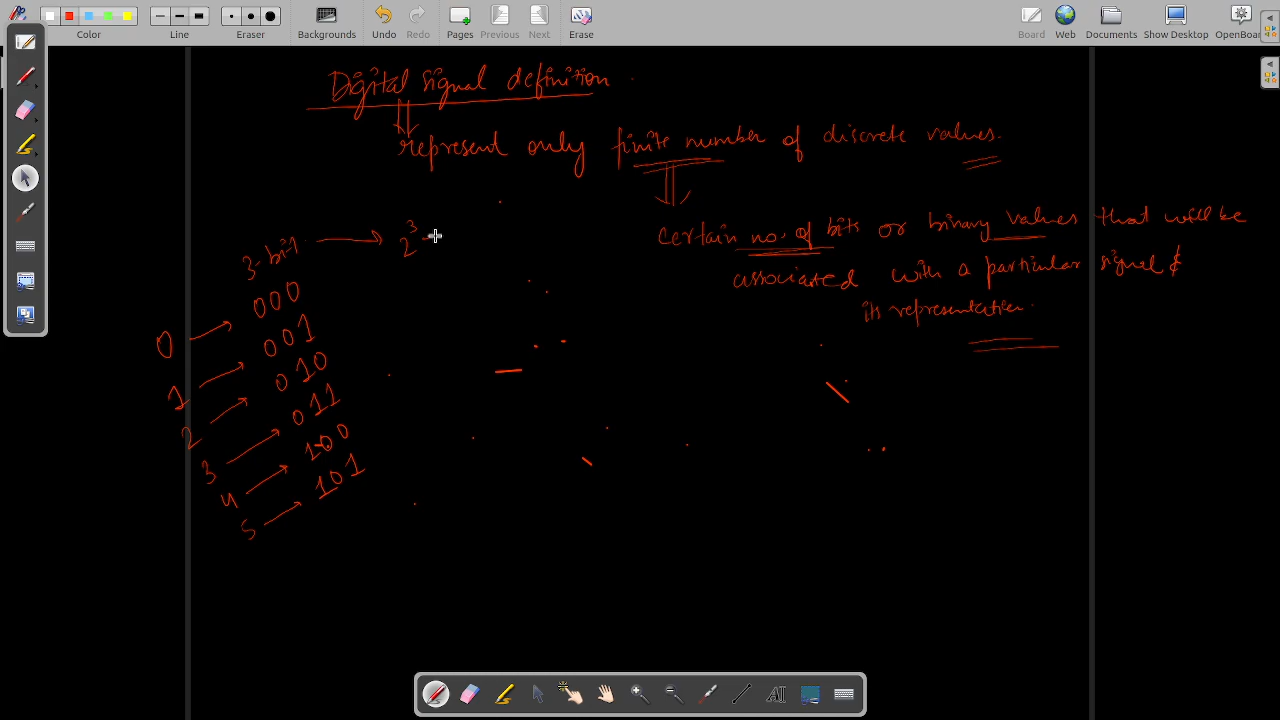 Color Line Eraser Backgrounds Undo Redo Pages Previous Next Erase Board Web Documents Show Desktop OpenBoar
Digital signal definition
represent only finite number of discrete values.
Certain no. of bits or binary values that will be
associated with a particular signal &
its representation.
3-bit → 2³ -
0 → 000
1 → 001
2 → 010
3 → 011
4 → 100
5 → 101